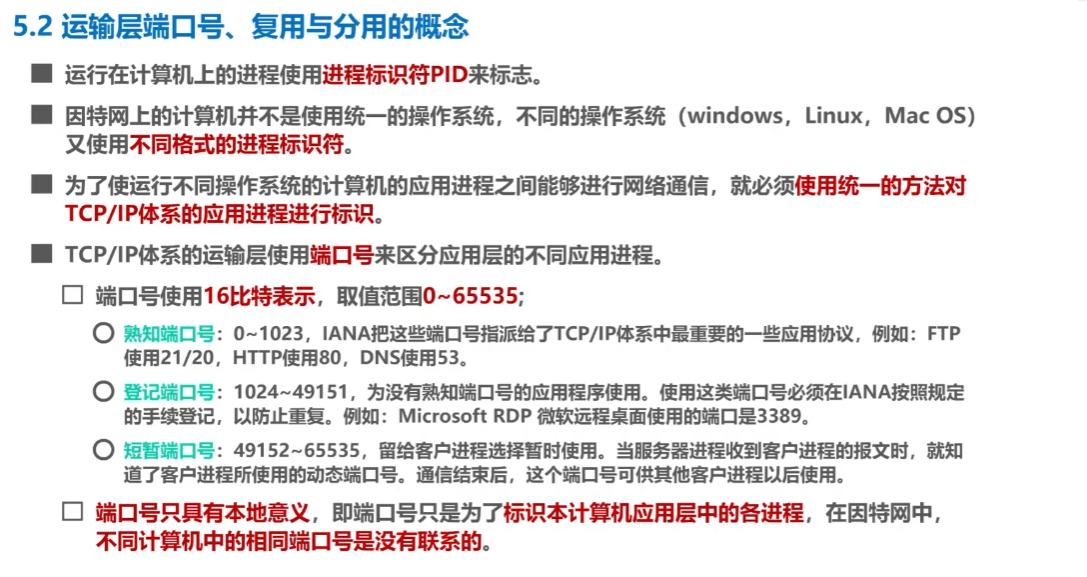 5.2 运输层端口号、复用与分用的概念
运行在计算机上的进程使用进程标识符PID来标志。
因特网上的计算机并不是使用统一的操作系统，不同的操作系统（windows，Linux，Mac OS）
又使用不同格式的进程标识符。
为了使运行不同操作系统的计算机的应用进程之间能够进行网络通信，就必须使用统一的方法对
TCP/IP体系的应用进程进行标识。
TCP/IP体系的运输层使用端口号来区分应用层的不同应用进程。
端口号使用16比特表示，取值范围0~65535；
熟知端口号：0~1023，IANA把这些端口号指派给了TCP/IP体系中最重要的一些应用协议，例如：FTP
使用21/20，HTTP使用80，DNS使用53。
登记端口号：1024~49151，为没有熟知端口号的应用程序使用。使用这类端口号必须在IANA按照规定
的手续登记，以防止重复。例如：Microsoft RDP 微软远程桌面使用的端口是3389。
短暂端口号：49152~65535，留给客户进程选择暂时使用。当服务器进程收到客户进程的报文时，就知
道了客户进程所使用的动态端口号。通信结束后，这个端口号可供其他客户进程以后使用。
端口号只具有本地意义，即端口号只是为了标识本计算机应用层中的各进程，在因特网中，
不同计算机中的相同端口号是没有联系的。